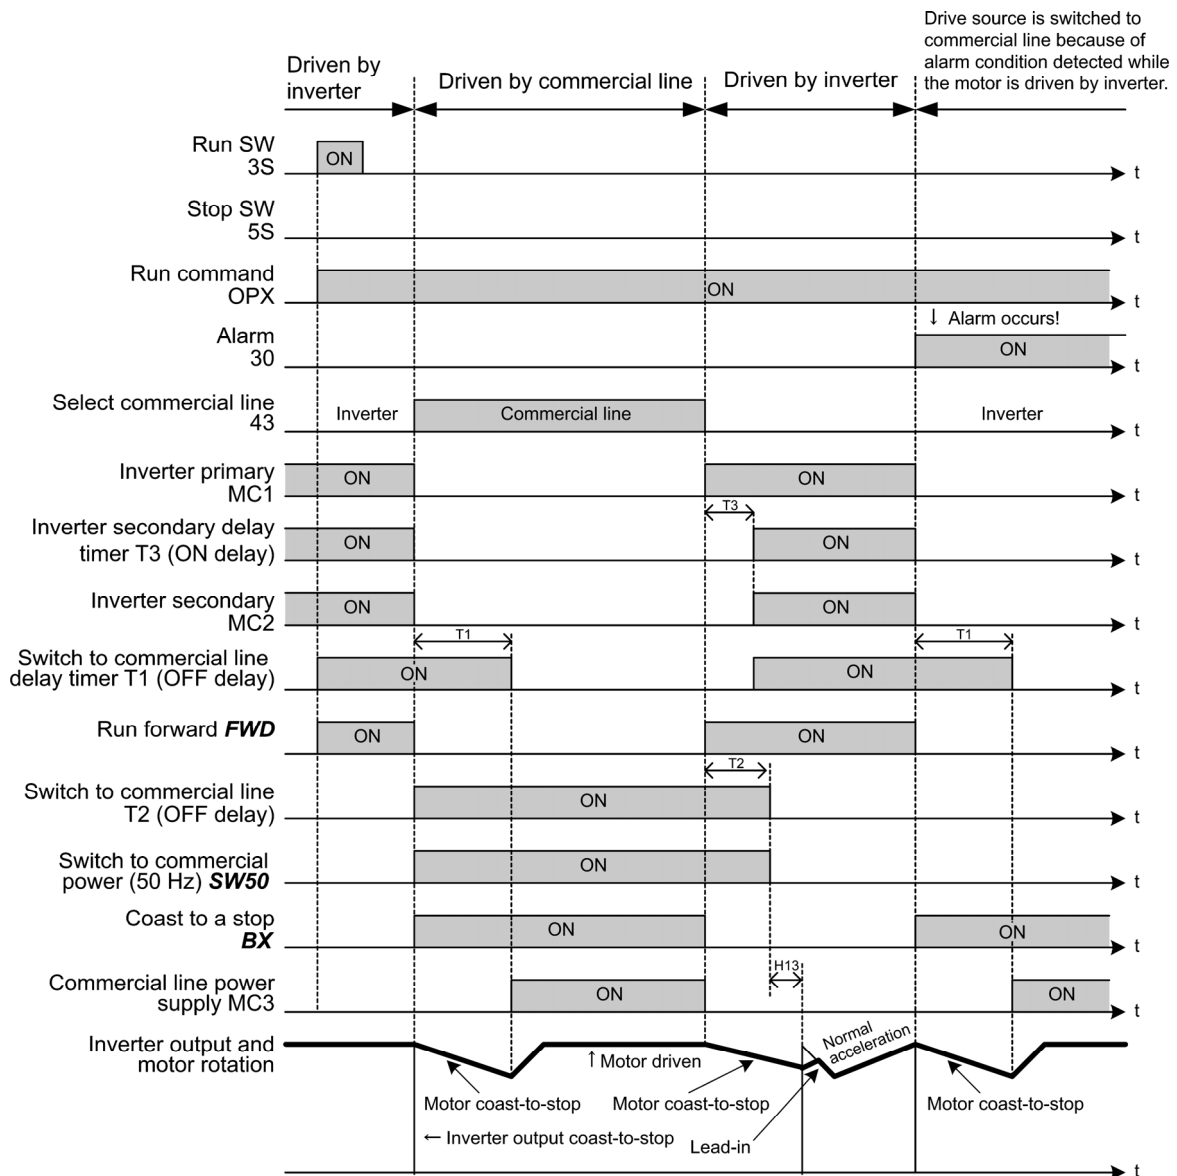 Drive source is switched to
commercial line because of
alarm condition detected while
the motor is driven by inverter.
Driven by
inverter
Driven by commercial line
Driven by inverter
Run SW
3S
ON
t
Stop SW
5S
t
Run command
OPX
ON
t
↓ Alarm occurs!
Alarm
30
ON
t
Select commercial line
43
Inverter
Commercial line
Inverter
t
Inverter primary
MC1
ON
ON
t
T3
Inverter secondary delay
timer T3 (ON delay)
ON
ON
t
Inverter secondary
MC2
ON
ON
t
T1
T1
Switch to commercial line
delay timer T1 (OFF delay)
ON
ON
t
Run forward FWD
ON
ON
t
T2
Switch to commercial line
T2 (OFF delay)
ON
t
Switch to commercial
power (50 Hz) SW50
ON
t
Coast to a stop
BX
ON
ON
t
H13
Commercial line power
supply MC3
ON
ON
t
Inverter output and
motor rotation
↑ Motor driven
Normal
acceleration
Motor coast-to-stop
Motor coast-to-stop
Motor coast-to-stop
← Inverter output coast-to-stop
Lead-in
t